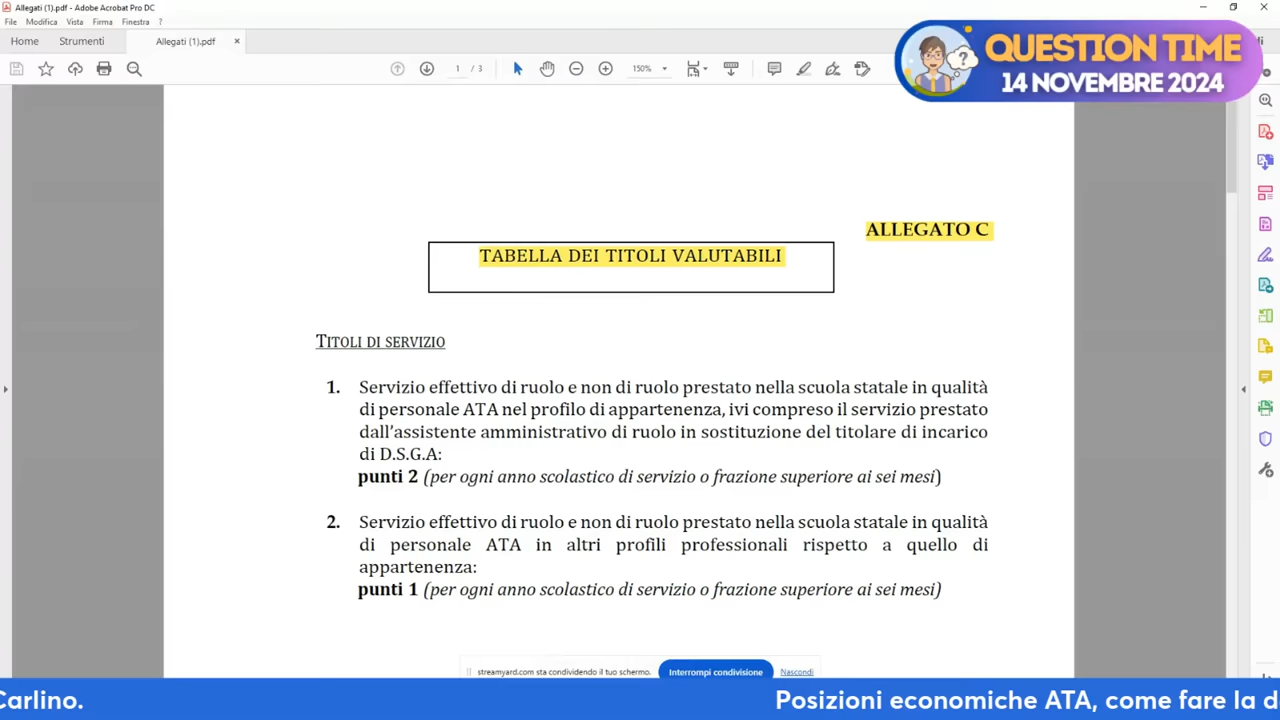 Allegati (1).pdf - Adobe Acrobat Pro DC
File Modifica Vista Firma Finestra ?
Home Strumenti Allegati (1).pdf ×
1 / 3 150%
QUESTION TIME
14 NOVEMBRE 2024
ALLEGATO C
TABELLA DEI TITOLI VALUTABILI
TITOLI DI SERVIZIO
1. Servizio effettivo di ruolo e non di ruolo prestato nella scuola statale in qualità
di personale ATA nel profilo di appartenenza, ivi compreso il servizio prestato
dall’assistente amministrativo di ruolo in sostituzione del titolare di incarico
di D.S.G.A:
punti 2 (per ogni anno scolastico di servizio o frazione superiore ai sei mesi)
2. Servizio effettivo di ruolo e non di ruolo prestato nella scuola statale in qualità
di personale ATA in altri profili professionali rispetto a quello di
appartenenza:
punti 1 (per ogni anno scolastico di servizio o frazione superiore ai sei mesi)
streamyard.com sta condividendo il tuo schermo. Interrompi condivisione Nascondi
Carlino. Posizioni economiche ATA, come fare la d